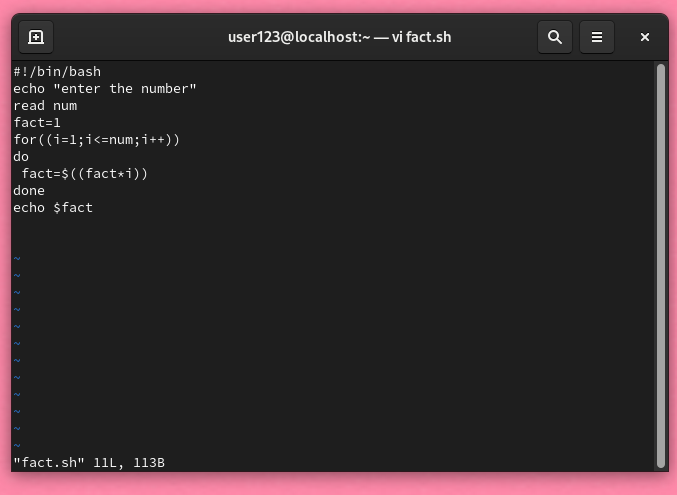 user123@localhost:~ — vi fact.sh
#!/bin/bash
echo "enter the number"
read num
fact=1
for((i=1;i<=num;i++))
do
 fact=$((fact*i))
done
echo $fact
~
~
~
~
~
~
~
~
~
~
~
~
"fact.sh" 11L, 113B